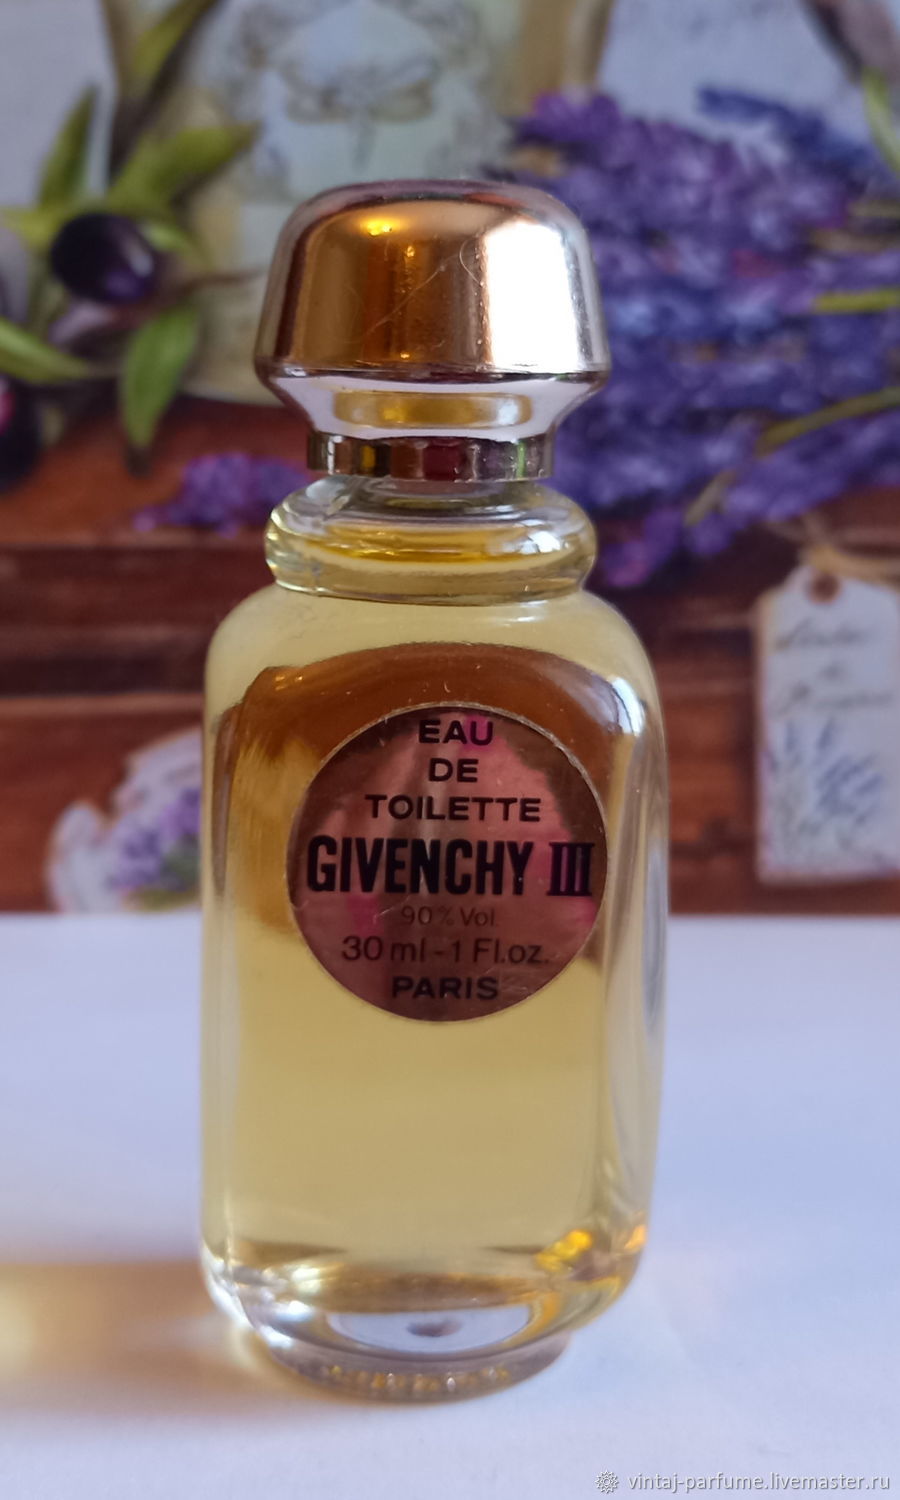 EAU
DE
TOILETTE
GIVENCHY III
90% Vol.
30 ml - 1 Fl.oz.
PARIS
vintaj-parfume.livemaster.ru